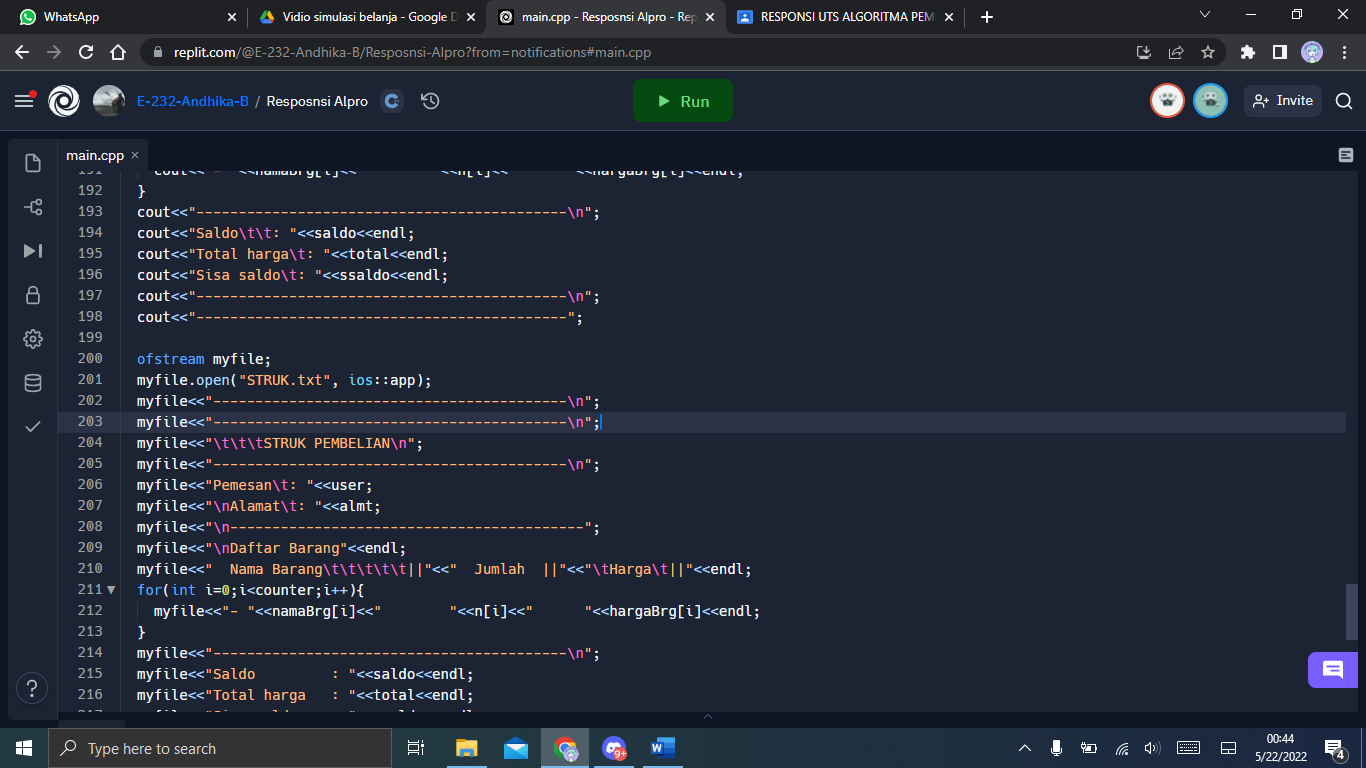 WhatsApp
Vidio simulasi belanja - Google D
main.cpp - Resposnsi Alpro - Rep
RESPONSI UTS ALGORITMA PEM
replit.com/@E-232-Andhika-B/Resposnsi-Alpro?from=notifications#main.cpp
E-232-Andhika-B / Resposnsi Alpro
Run
Invite
main.cpp
192 }
193 cout<<"--------------------------------------------\n";
194 cout<<"Saldo\t\t: "<<saldo<<endl;
195 cout<<"Total harga\t: "<<total<<endl;
196 cout<<"Sisa saldo\t: "<<ssaldo<<endl;
197 cout<<"--------------------------------------------\n";
198 cout<<"--------------------------------------------";
199
200 ofstream myfile;
201 myfile.open("STRUK.txt", ios::app);
202 myfile<<"------------------------------------------\n";
203 myfile<<"------------------------------------------\n";
204 myfile<<"\t\t\tSTRUK PEMBELIAN\n";
205 myfile<<"------------------------------------------\n";
206 myfile<<"Pemesan\t: "<<user;
207 myfile<<"\nAlamat\t: "<<almt;
208 myfile<<"\n------------------------------------------";
209 myfile<<"\nDaftar Barang"<<endl;
210 myfile<<"  Nama Barang\t\t\t\t\t||"<<"  Jumlah  ||"<<"\tHarga\t||"<<endl;
211 for(int i=0;i<counter;i++){
212   myfile<<"- "<<namaBrg[i]<<"        "<<n[i]<<"      "<<hargaBrg[i]<<endl;
213 }
214 myfile<<"------------------------------------------\n";
215 myfile<<"Saldo         : "<<saldo<<endl;
216 myfile<<"Total harga   : "<<total<<endl;
Type here to search
9+
00:44
5/22/2022
4